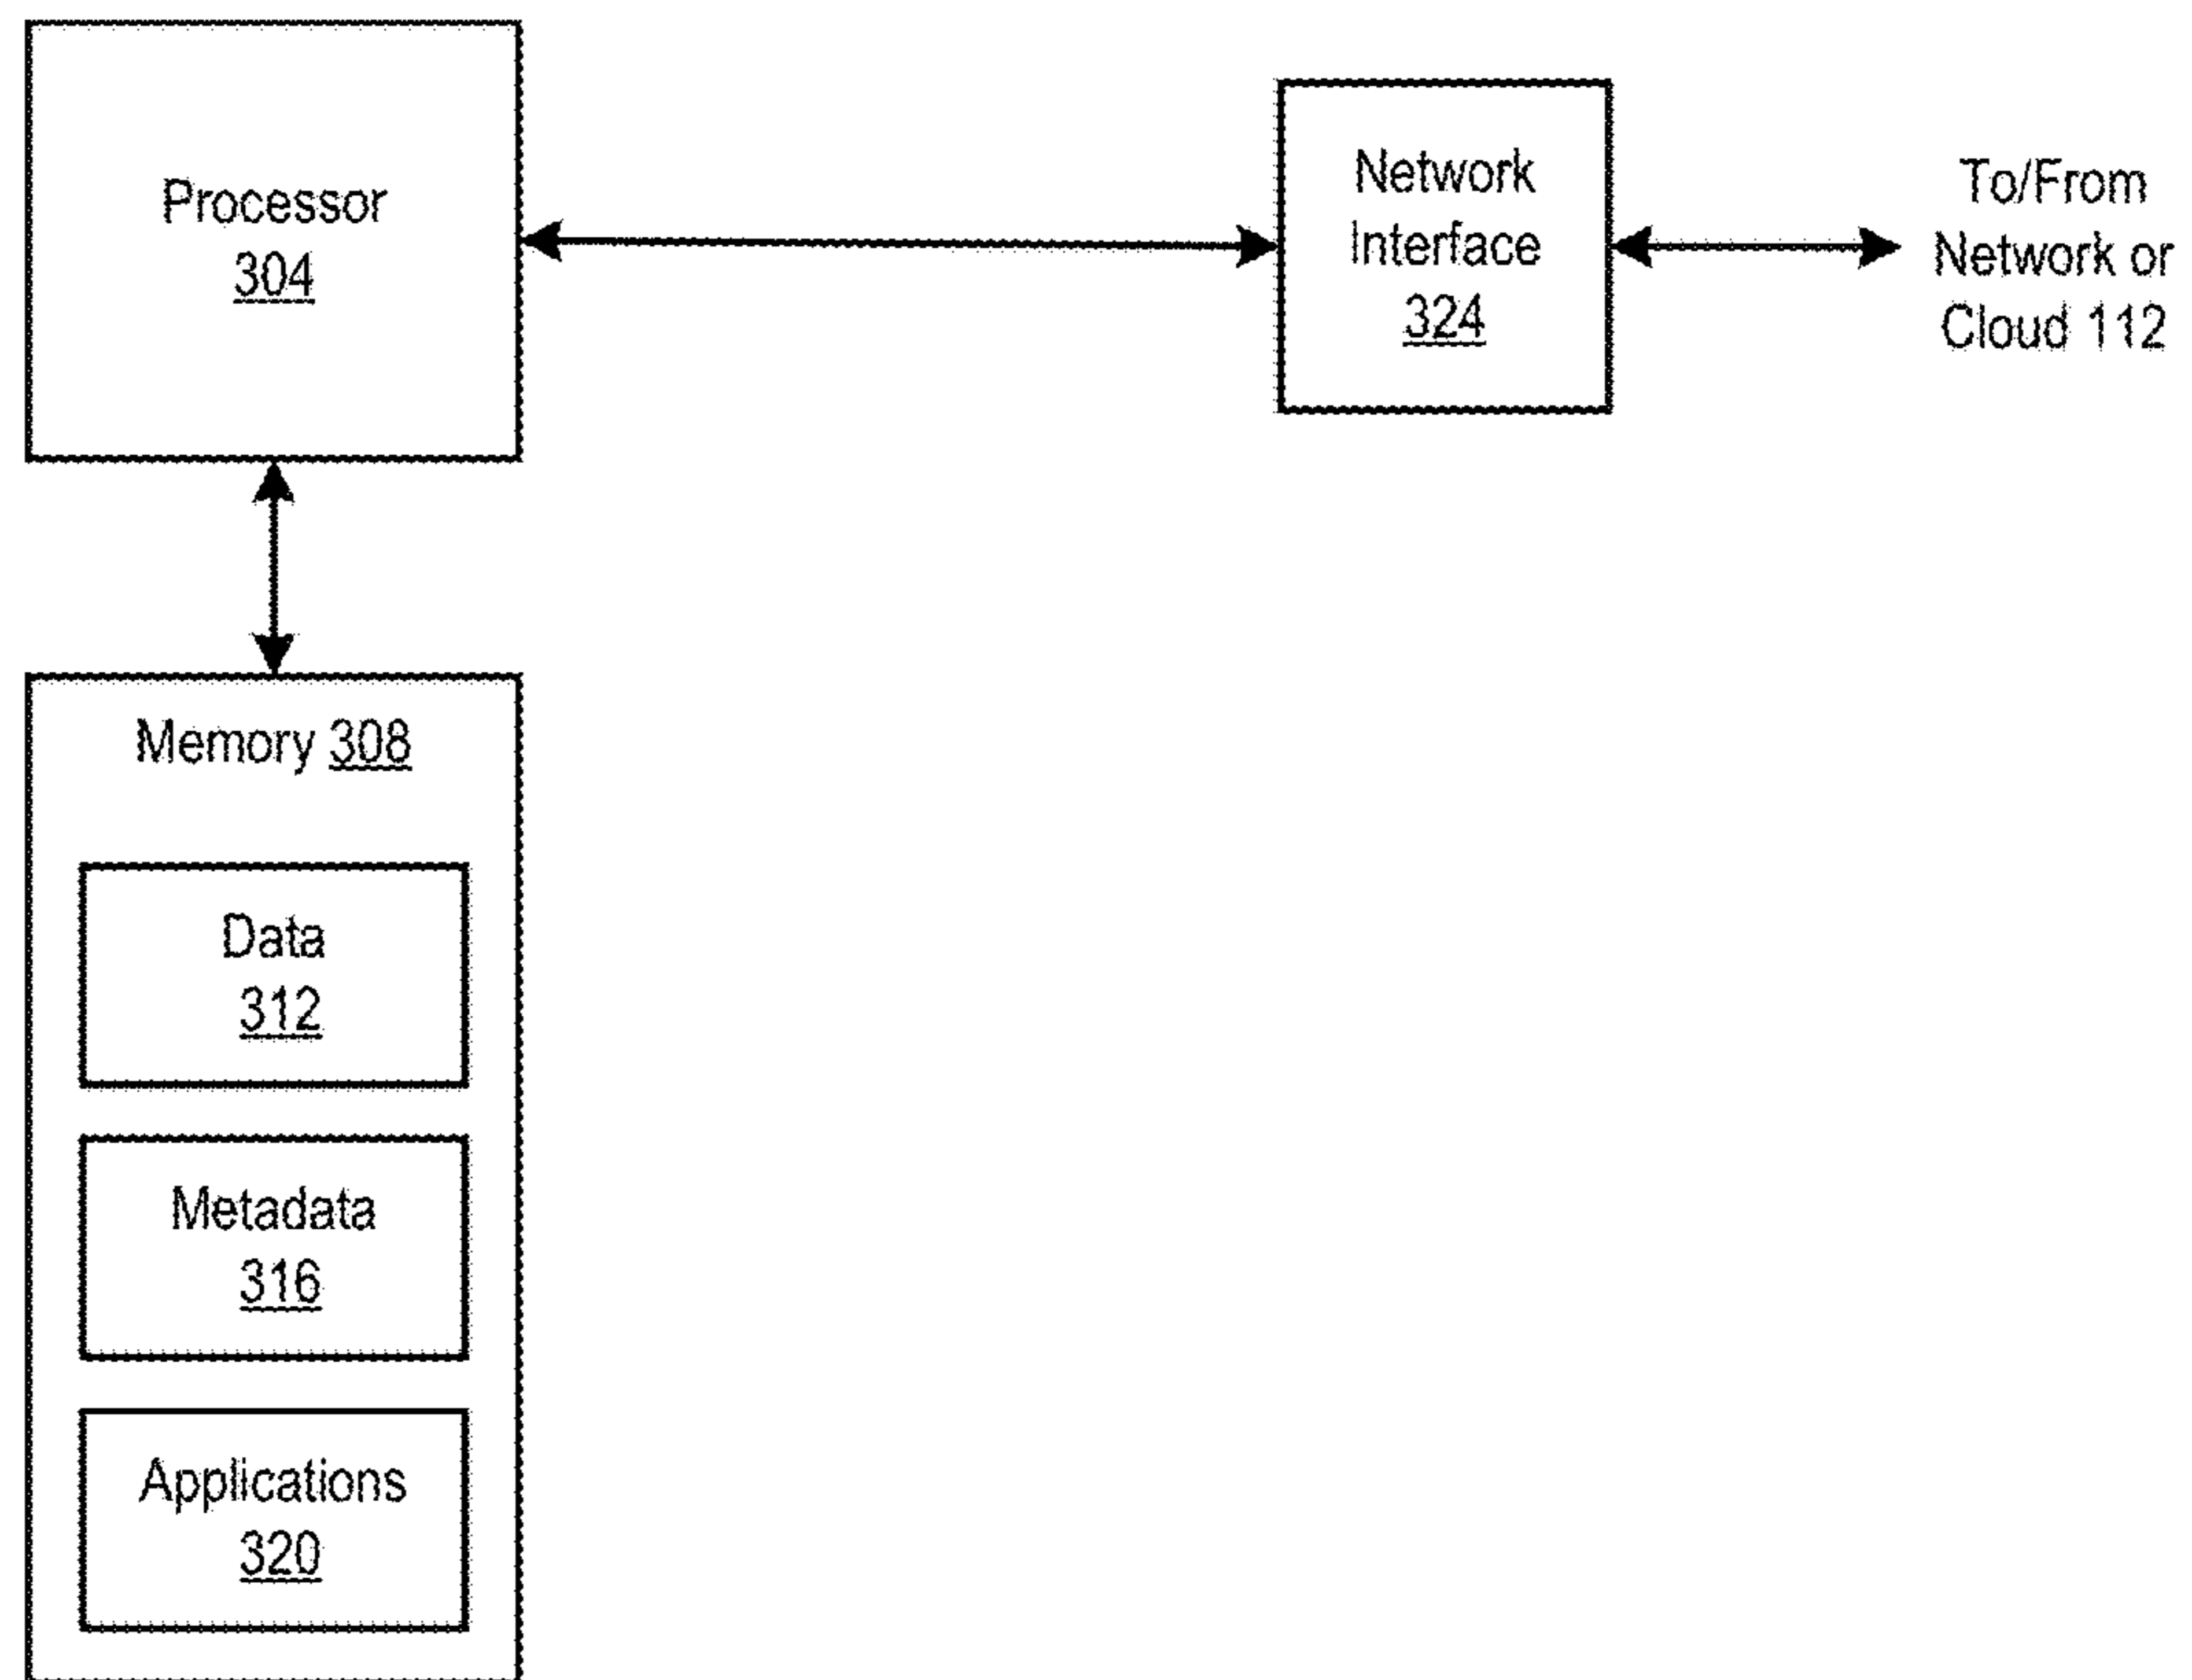 Processor
304
Network
Interface
324
To/From
Network or
Cloud 112
Memory 308
Data
312
Metadata
316
Applications
320